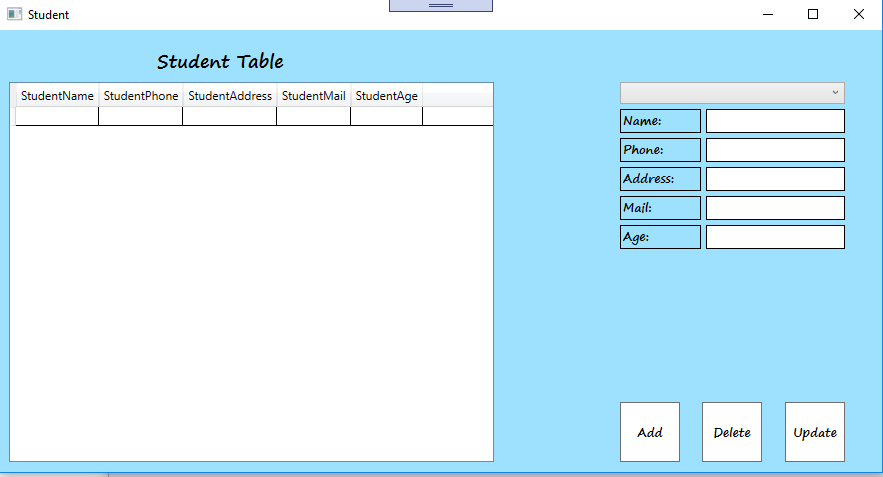 Student
Student Table
StudentName StudentPhone StudentAddress StudentMail StudentAge
Name:
Phone:
Address:
Mail:
Age:
Add Delete Update